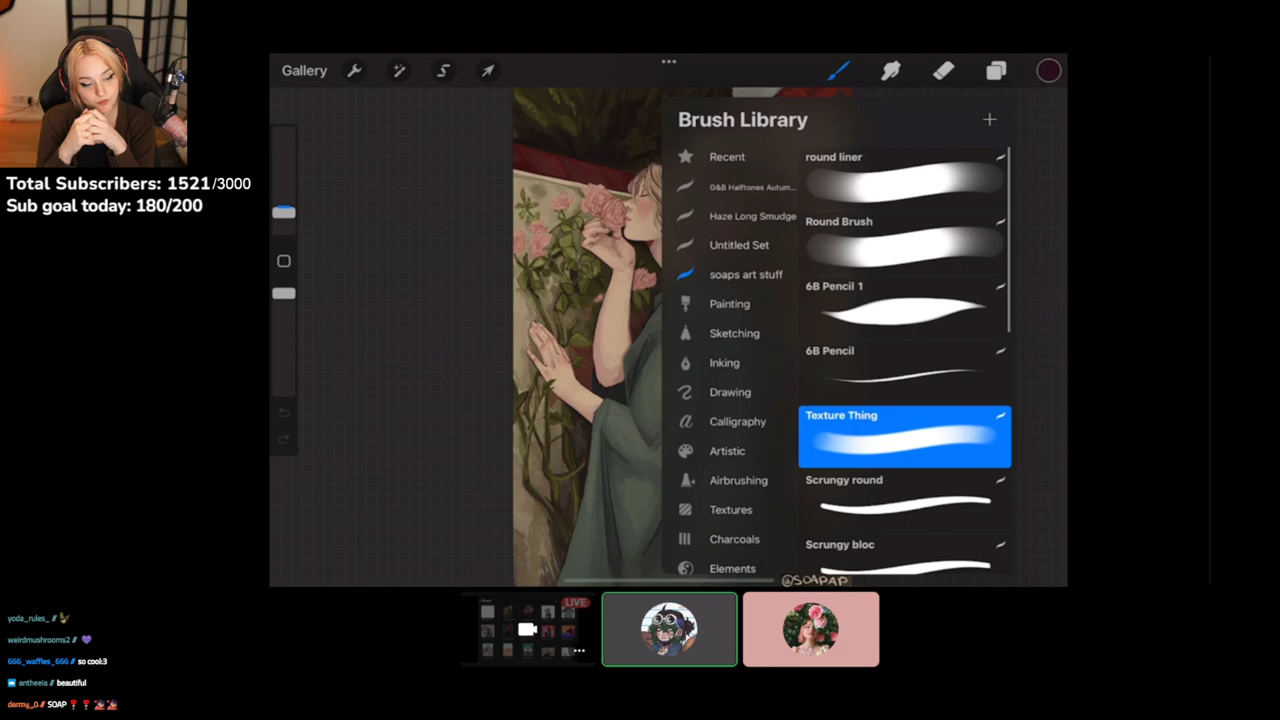 Total Subscribers: 1521/3000
Sub goal today: 180/200
Gallery
Brush Library
Recent
G&B Halftones Autum...
Haze Long Smudge
Untitled Set
soaps art stuff
Painting
Sketching
Inking
Drawing
Calligraphy
Artistic
Airbrushing
Textures
Charcoals
Elements
round liner
Round Brush
6B Pencil 1
6B Pencil
Texture Thing
Scrungy round
Scrungy bloc
@SOAPAP
LIVE
yoda_rules_ //
weirdmushrooms2 //
666_waffles_666 // so cool:3
antheeia // beautiful
darmy_0 // SOAP